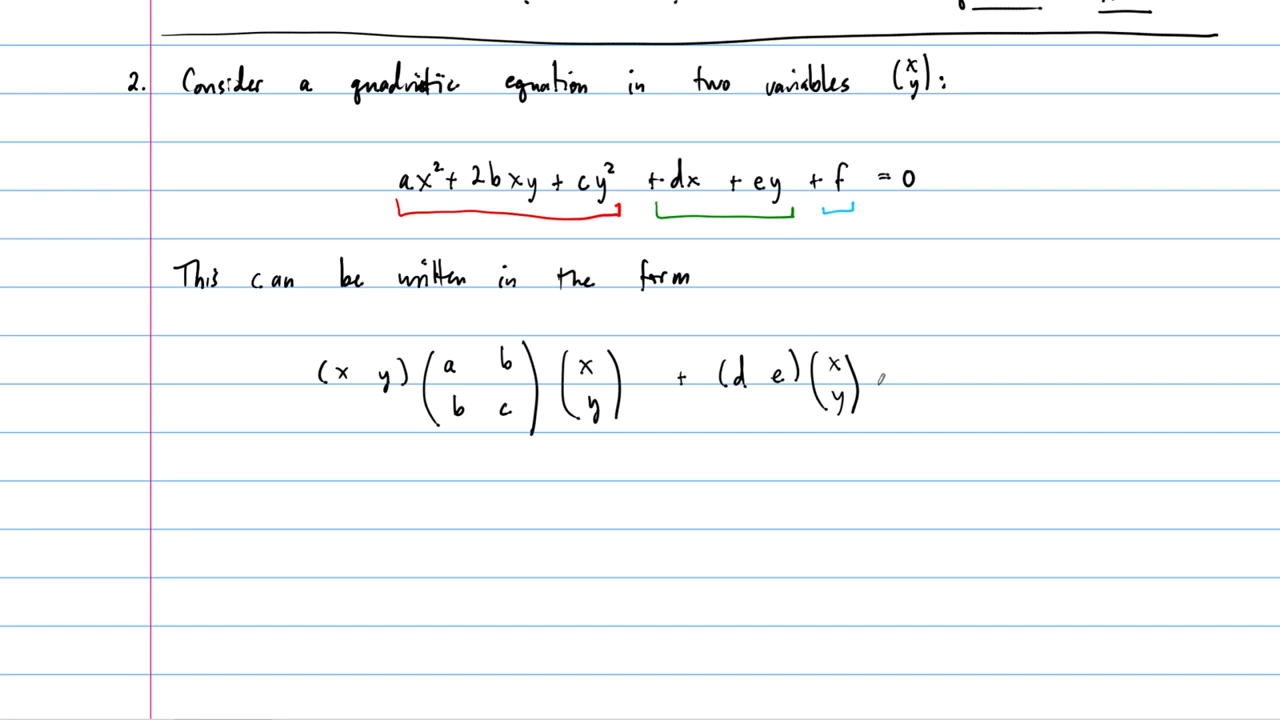 2. Consider a quadratic equation in two variables (x y):
ax² + 2bxy + cy² + dx + ey + f = 0
This can be written in the form
(x y) (a b b c) (x y) + (d e) (x y)